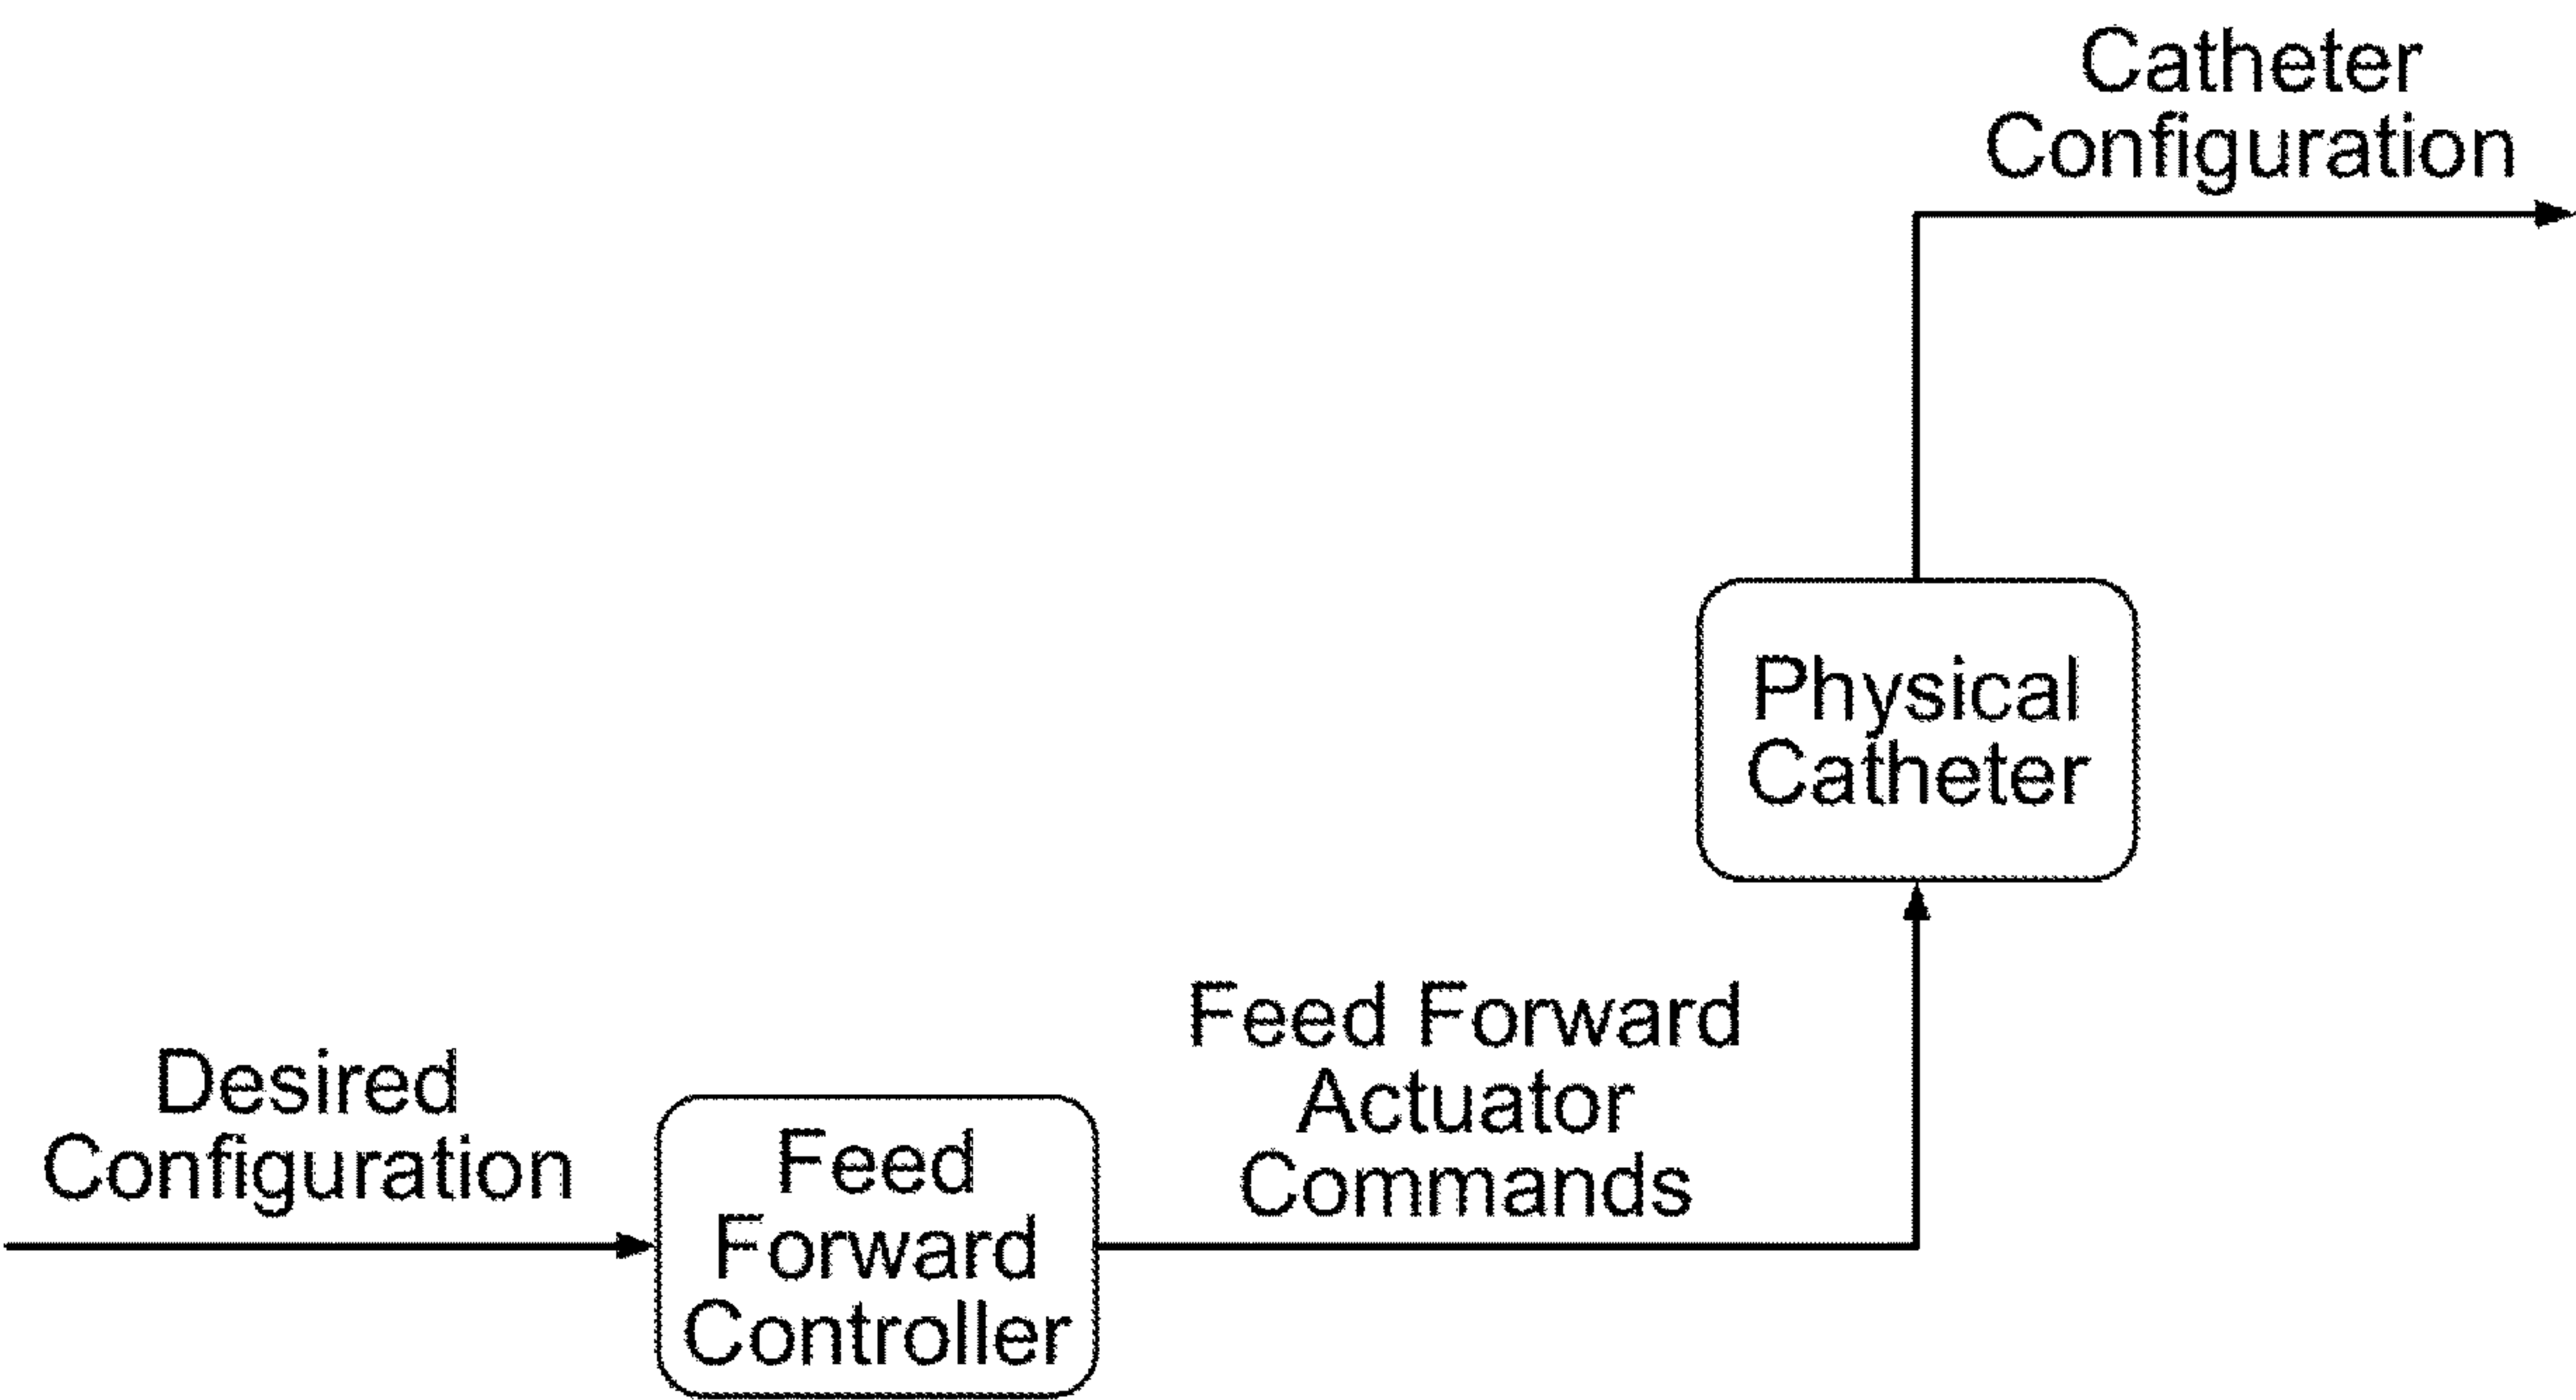 Catheter
Configuration
Physical
Catheter
Feed Forward
Actuator
Commands
Desired
Configuration
Feed
Forward
Controller